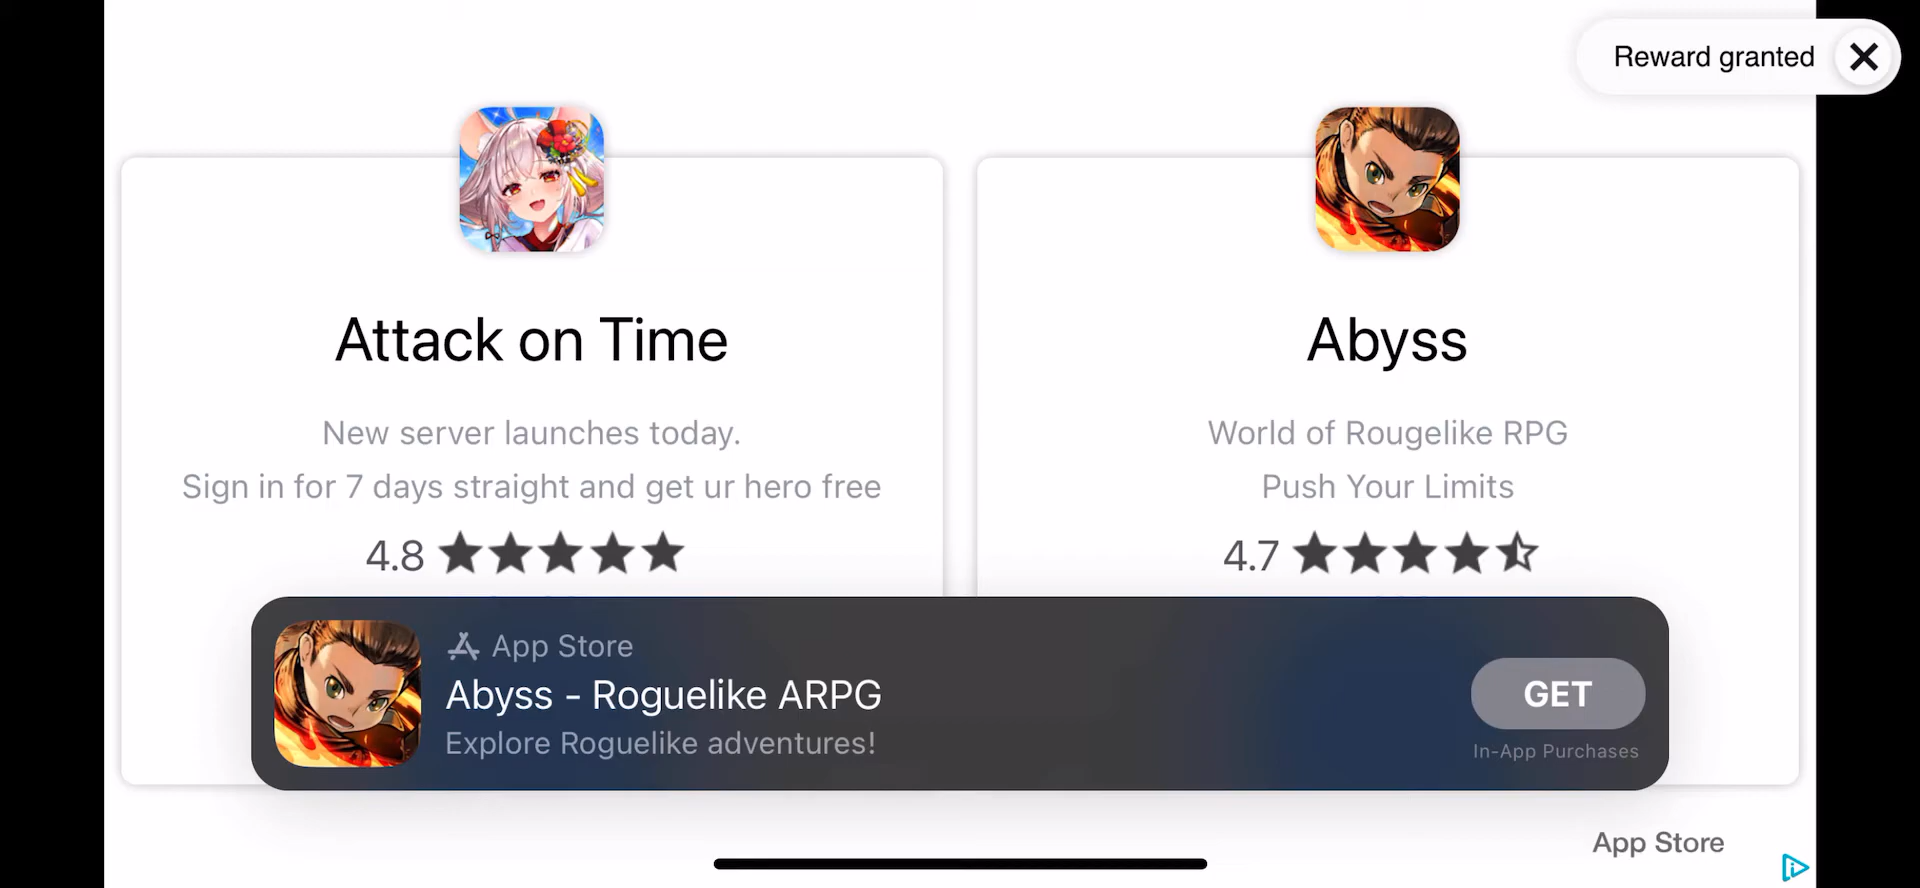 Reward granted
Attack on Time
New server launches today.
Sign in for 7 days straight and get ur hero free
4.8
Abyss
World of Rougelike RPG
Push Your Limits
4.7
App Store
Abyss - Roguelike ARPG
Explore Roguelike adventures!
GET
In-App Purchases
App Store